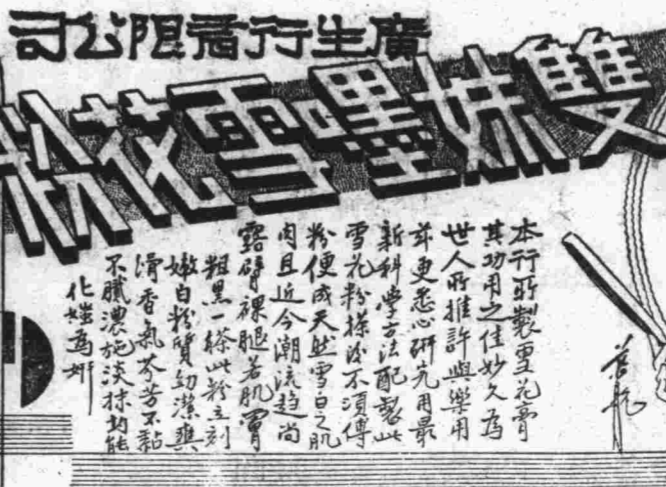 廣生行有限公司
雙妹嚜雪花粉
本行所製雪花膏
其功用之佳妙久為
世人所推許與樂用
茲更悉心研究用最
新科學方法配製此
雪花粉搽後不須傅
粉便成天然雪白之肌
肉且近今潮流趨尚
露臂裸腿若肌膚
粗黑一搽此粉立刻
嫩白粉質幼潔爽
滑香氣芬芳不黏
不膩濃施淡抹均能
化媸為妍